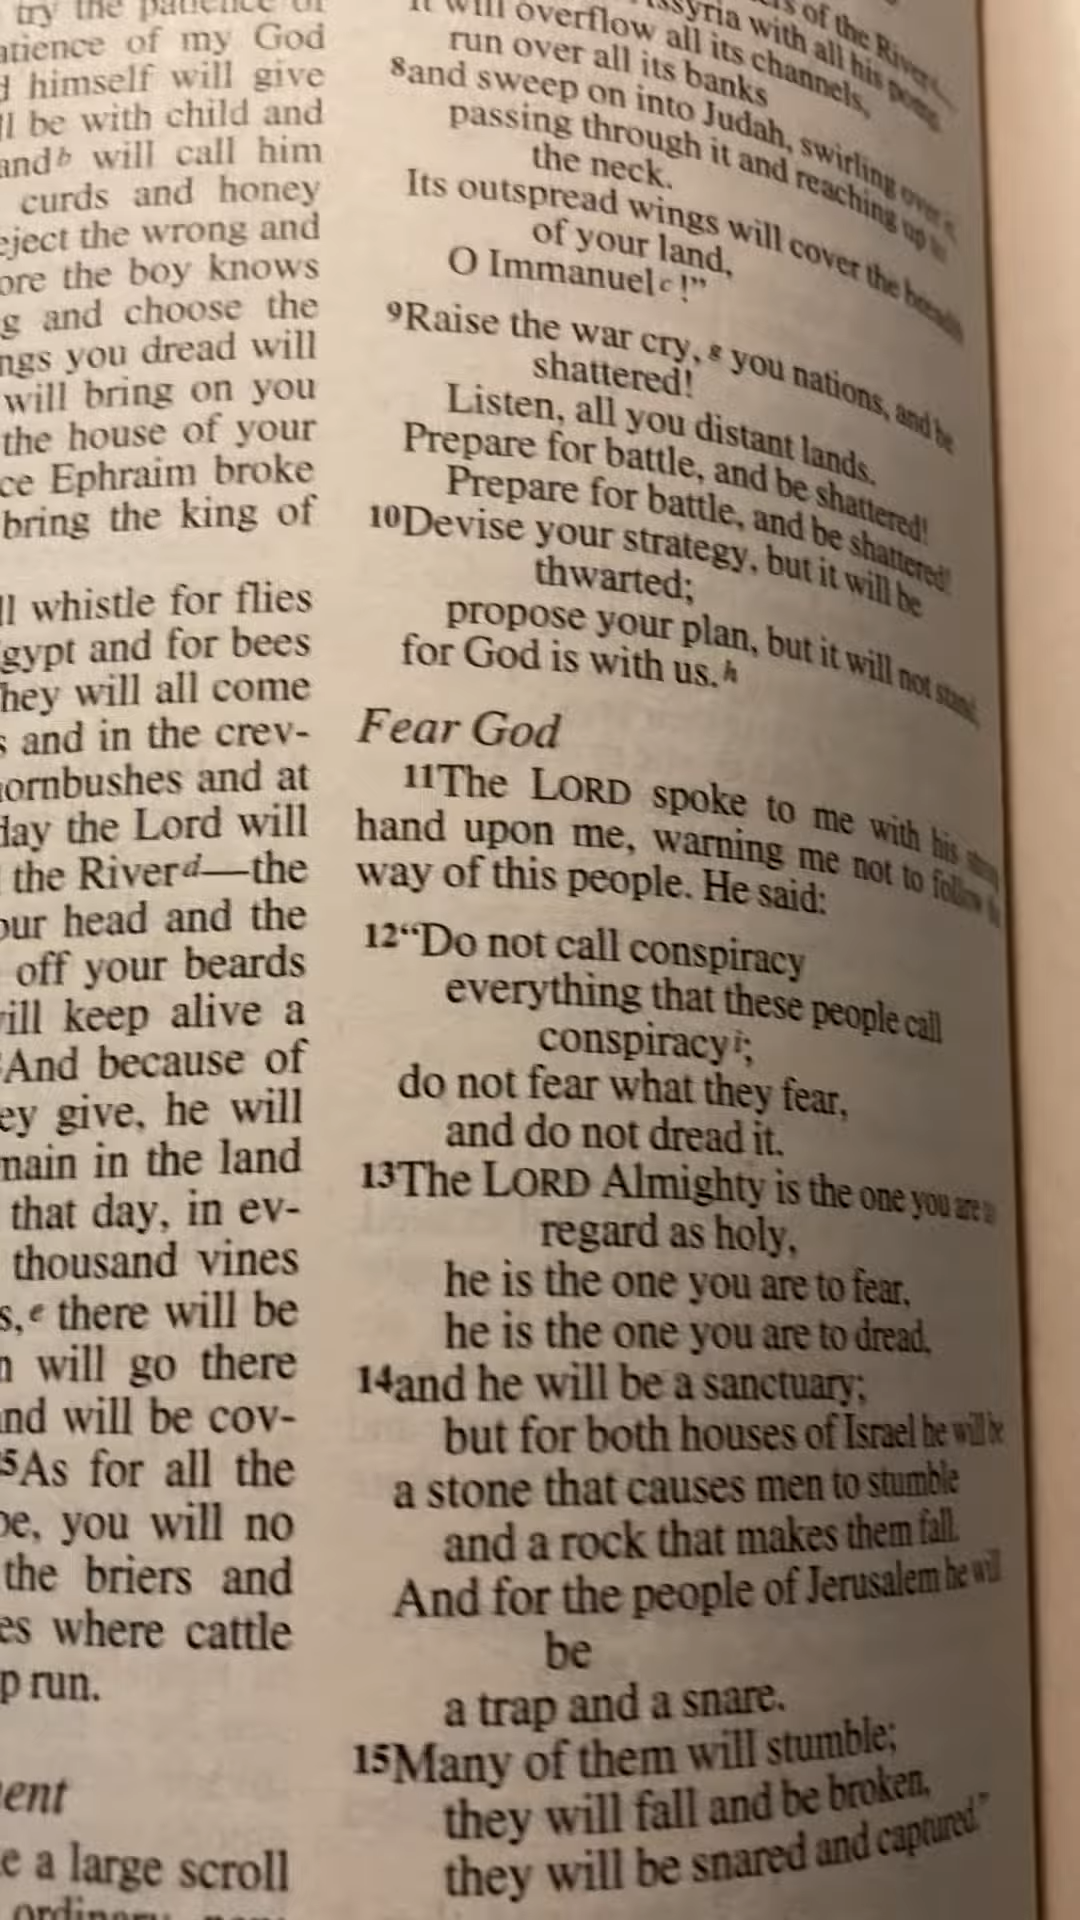 try the patience of
atience of my God
himself will give
ll be with child and
and b will call him
curds and honey
eject the wrong and
ore the boy knows
g and choose the
ngs you dread will
will bring on you
the house of your
ce Ephraim broke
bring the king of
ll whistle for flies
gypt and for bees
hey will all come
s and in the crev-
ornbushes and at
day the Lord will
the River d—the
our head and the
off your beards
will keep alive a
And because of
ey give, he will
main in the land
that day, in ev-
thousand vines
s, e there will be
n will go there
and will be cov-
5As for all the
be, you will no
the briers and
es where cattle
p run.
ent
e a large scroll
ordinary pen
of the River
Assyria with all his pomp
It will overflow all its channels,
run over all its banks
8and sweep on into Judah, swirling over it,
passing through it and reaching up to
the neck.
Its outspread wings will cover the breadth
of your land,
O Immanuel c!”
9Raise the war cry, g you nations, and be
shattered!
Listen, all you distant lands.
Prepare for battle, and be shattered!
Prepare for battle, and be shattered!
10Devise your strategy, but it will be
thwarted;
propose your plan, but it will not stand,
for God is with us. h
Fear God
11The LORD spoke to me with his strong
hand upon me, warning me not to follow the
way of this people. He said:
12“Do not call conspiracy
everything that these people call
conspiracy i;
do not fear what they fear,
and do not dread it.
13The LORD Almighty is the one you are to
regard as holy,
he is the one you are to fear,
he is the one you are to dread,
14and he will be a sanctuary;
but for both houses of Israel he will be
a stone that causes men to stumble
and a rock that makes them fall.
And for the people of Jerusalem he will
be
a trap and a snare.
15Many of them will stumble;
they will fall and be broken,
they will be snared and captured.”